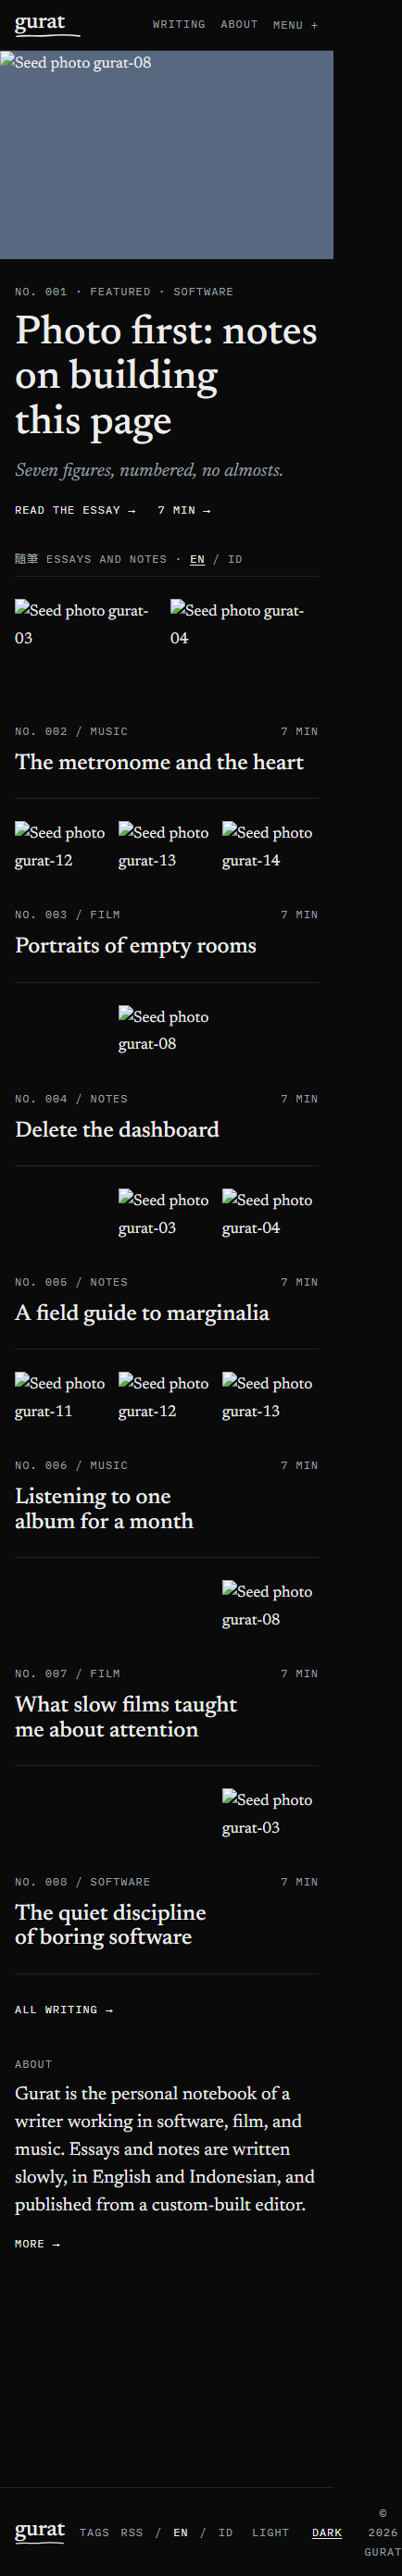 gurat WRITING ABOUT MENU +
Seed photo gurat-08
NO. 001 · FEATURED · SOFTWARE
Photo first: notes
on building
this page
Seven figures, numbered, no almosts.
READ THE ESSAY → 7 MIN →
随筆 ESSAYS AND NOTES · EN / ID
Seed photo gurat-
03
Seed photo gurat-
04
NO. 002 / MUSIC 7 MIN
The metronome and the heart
Seed photo
gurat-12
Seed photo
gurat-13
Seed photo
gurat-14
NO. 003 / FILM 7 MIN
Portraits of empty rooms
Seed photo
gurat-08
NO. 004 / NOTES 7 MIN
Delete the dashboard
Seed photo
gurat-03
Seed photo
gurat-04
NO. 005 / NOTES 7 MIN
A field guide to marginalia
Seed photo
gurat-11
Seed photo
gurat-12
Seed photo
gurat-13
NO. 006 / MUSIC 7 MIN
Listening to one
album for a month
Seed photo
gurat-08
NO. 007 / FILM 7 MIN
What slow films taught
me about attention
Seed photo
gurat-03
NO. 008 / SOFTWARE 7 MIN
The quiet discipline
of boring software
ALL WRITING →
ABOUT
Gurat is the personal notebook of a
writer working in software, film, and
music. Essays and notes are written
slowly, in English and Indonesian, and
published from a custom-built editor.
MORE →
gurat TAGS RSS / EN / ID LIGHT DARK
©
2026
GURAT